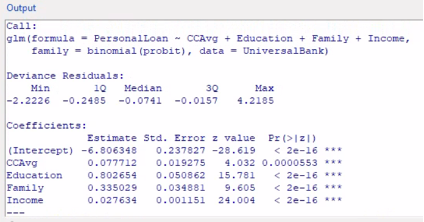 Output
Call:
glm(formula = PersonalLoan ~ CCAvg + Education + Family + Income,
    family = binomial(probit), data = UniversalBank)
Deviance Residuals:
    Min      1Q  Median      3Q     Max
-2.2226 -0.2485 -0.0741 -0.0157  4.2185
Coefficients:
             Estimate Std. Error z value  Pr(>|z|)
(Intercept) -6.806348   0.237827 -28.619   < 2e-16 ***
CCAvg        0.077712   0.019275   4.032 0.0000553 ***
Education    0.802654   0.050862  15.781   < 2e-16 ***
Family       0.335029   0.034881   9.605   < 2e-16 ***
Income       0.027634   0.001151  24.004   < 2e-16 ***
---